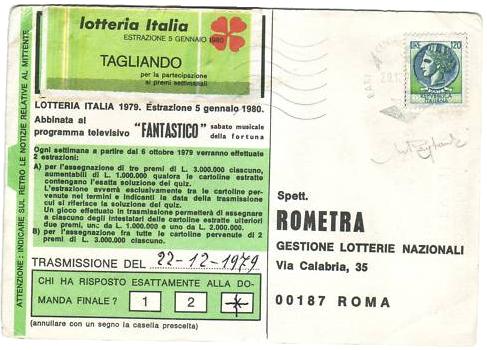 lotteria Italia
ESTRAZIONE 5 GENNAIO 1980
TAGLIANDO
per la partecipazione
ai premi settimanali
LOTTERIA ITALIA 1979. Estrazione 5 gennaio 1980.
Abbinata al
programma televisivo "FANTASTICO" sabato musicale
della fortuna
Ogni settimana a partire dal 6 ottobre 1979 verranno effettuate
2 estrazioni:
A) per l'assegnazione di tre premi di L. 3.000.000 ciascuno,
aumentabili di L. 1.000.000 qualora le cartoline estratte
contengano l'esatta soluzione del quiz.
L'estrazione avverrà esclusivamente fra le cartoline per-
venute nei termini e indicanti la data della trasmissione
cui si riferisce la soluzione del quiz.
Un gioco effettuato in trasmissione permetterà di assegnare
a ciascuno degli intestatari delle cartoline estratte ulteriori
due premi, uno da L. 1.000.000 e uno da L. 2.000.000.
B) per l'assegnazione fra tutte le cartoline pervenute di 2
premi di L. 3.000.000 ciascuno.
TRASMISSIONE DEL 22-12-1979
CHI HA RISPOSTO ESATTAMENTE ALLA DO-
MANDA FINALE? 1 2
(annullare con un segno la casella prescelta)
ATTENZIONE: INDICARE SUL RETRO LE NOTIZIE RELATIVE AL MITTENTE
LIRE 120
Spett.
ROMETRA
GESTIONE LOTTERIE NAZIONALI
Via Calabria, 35
00187 ROMA